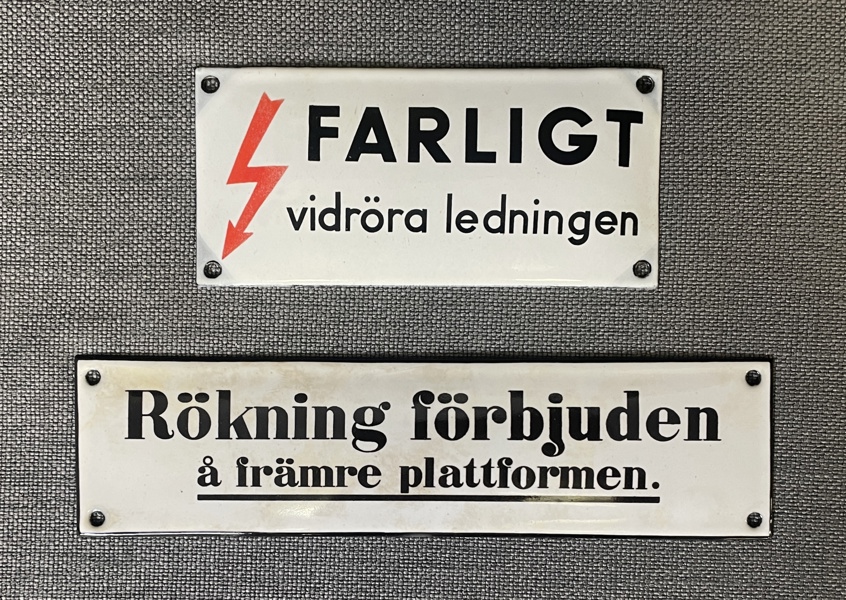 FARLIGT
vidröra ledningen
Rökning förbjuden
å främre plattformen.